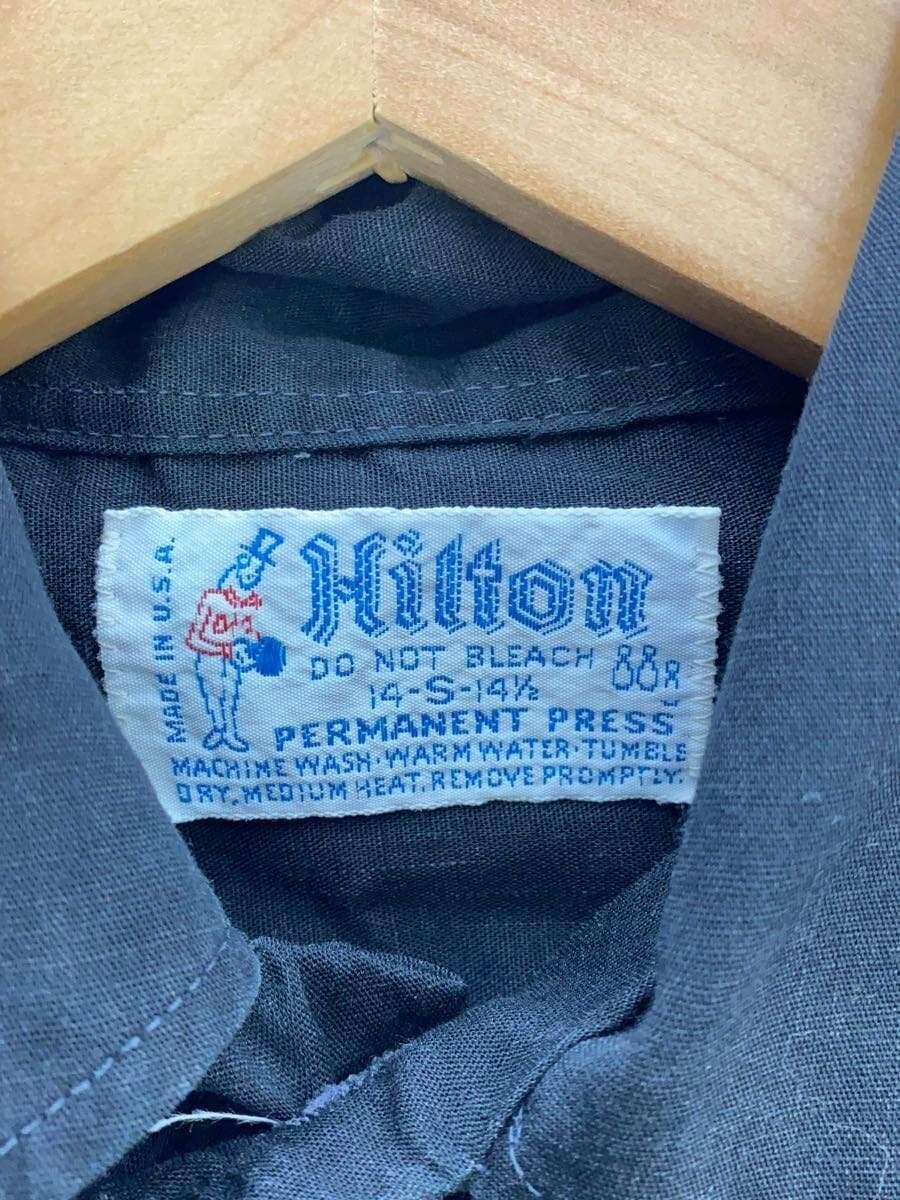 MADE IN U.S.A.
Hilton
DO NOT BLEACH
14-S-14½
PERMANENT PRESS
MACHINE WASH·WARM WATER·TUMBLE
DRY, MEDIUM HEAT, REMOVE PROMPTLY.